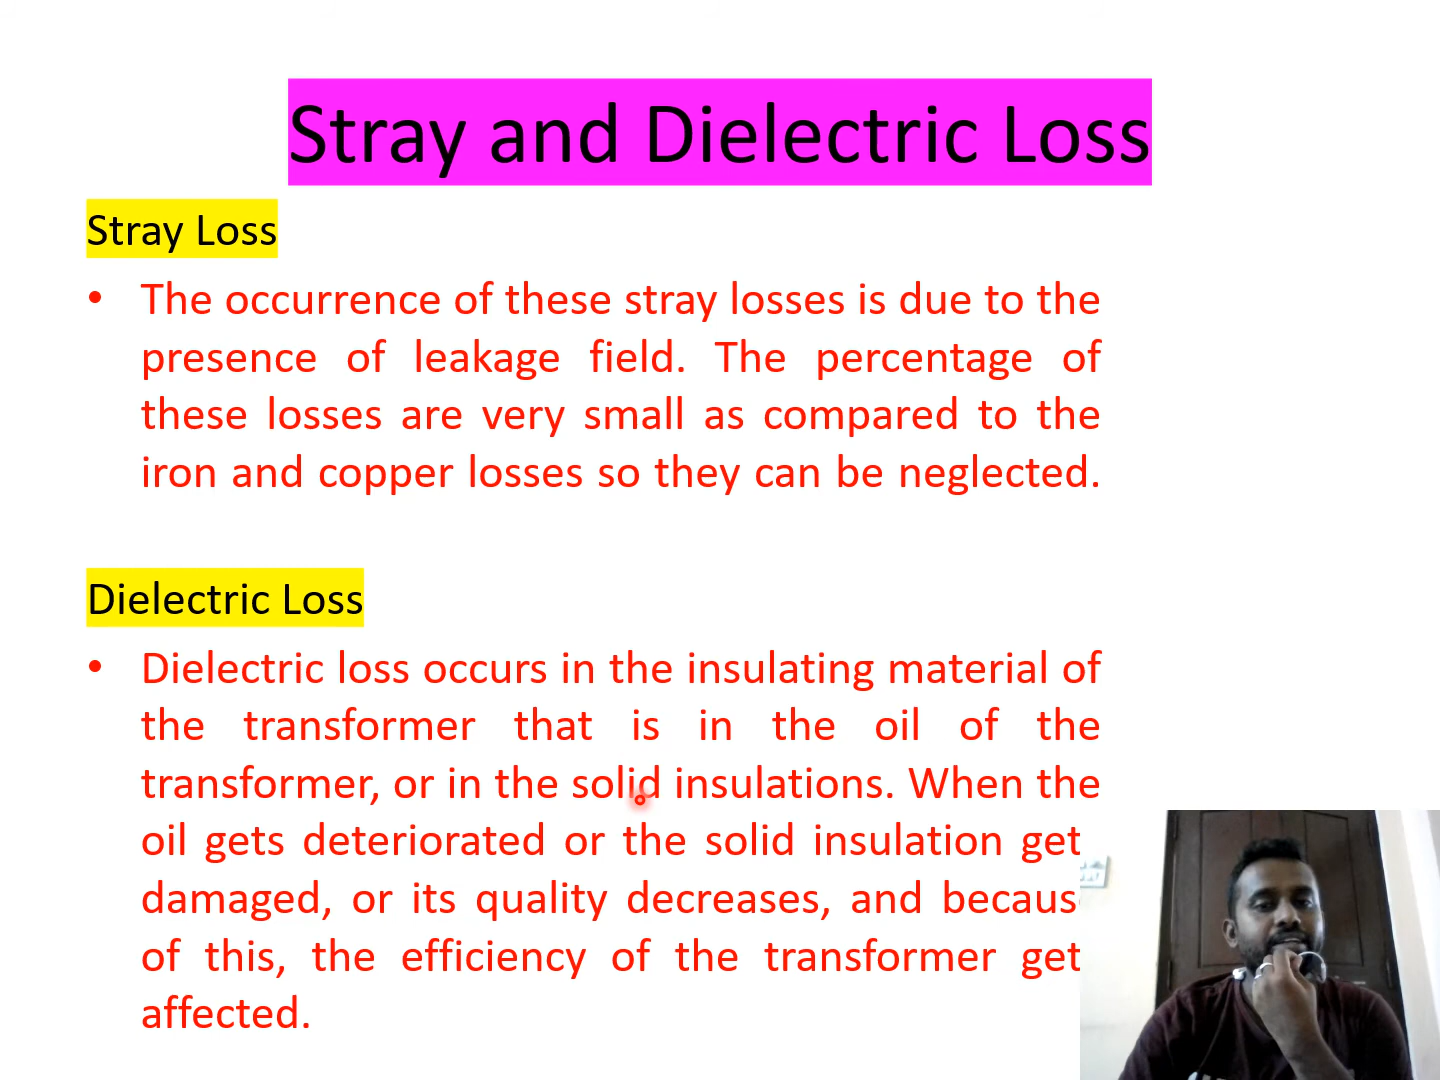 Stray and Dielectric Loss
Stray Loss
• The occurrence of these stray losses is due to the
presence of leakage field. The percentage of
these losses are very small as compared to the
iron and copper losses so they can be neglected.
Dielectric Loss
• Dielectric loss occurs in the insulating material of
the transformer that is in the oil of the
transformer, or in the solid insulations. When the
oil gets deteriorated or the solid insulation get
damaged, or its quality decreases, and becaus
of this, the efficiency of the transformer get
affected.